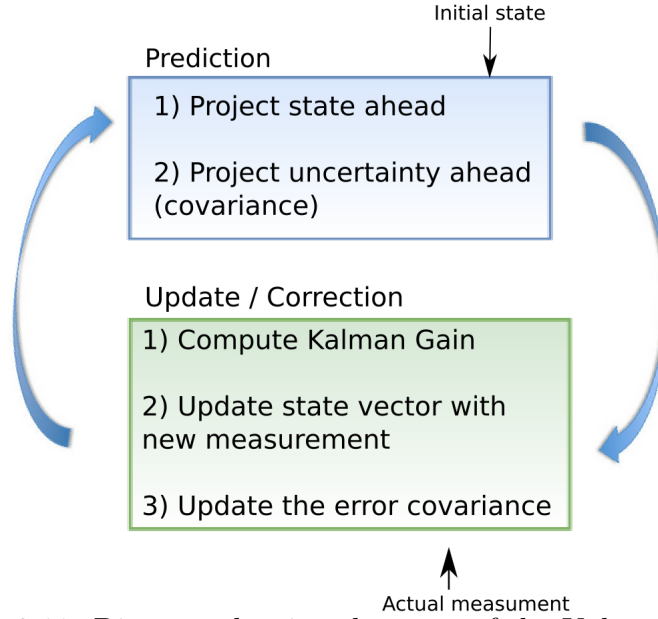 Initial state
Prediction
1) Project state ahead
2) Project uncertainty ahead
(covariance)
Update / Correction
1) Compute Kalman Gain
2) Update state vector with
new measurement
3) Update the error covariance
Actual measument